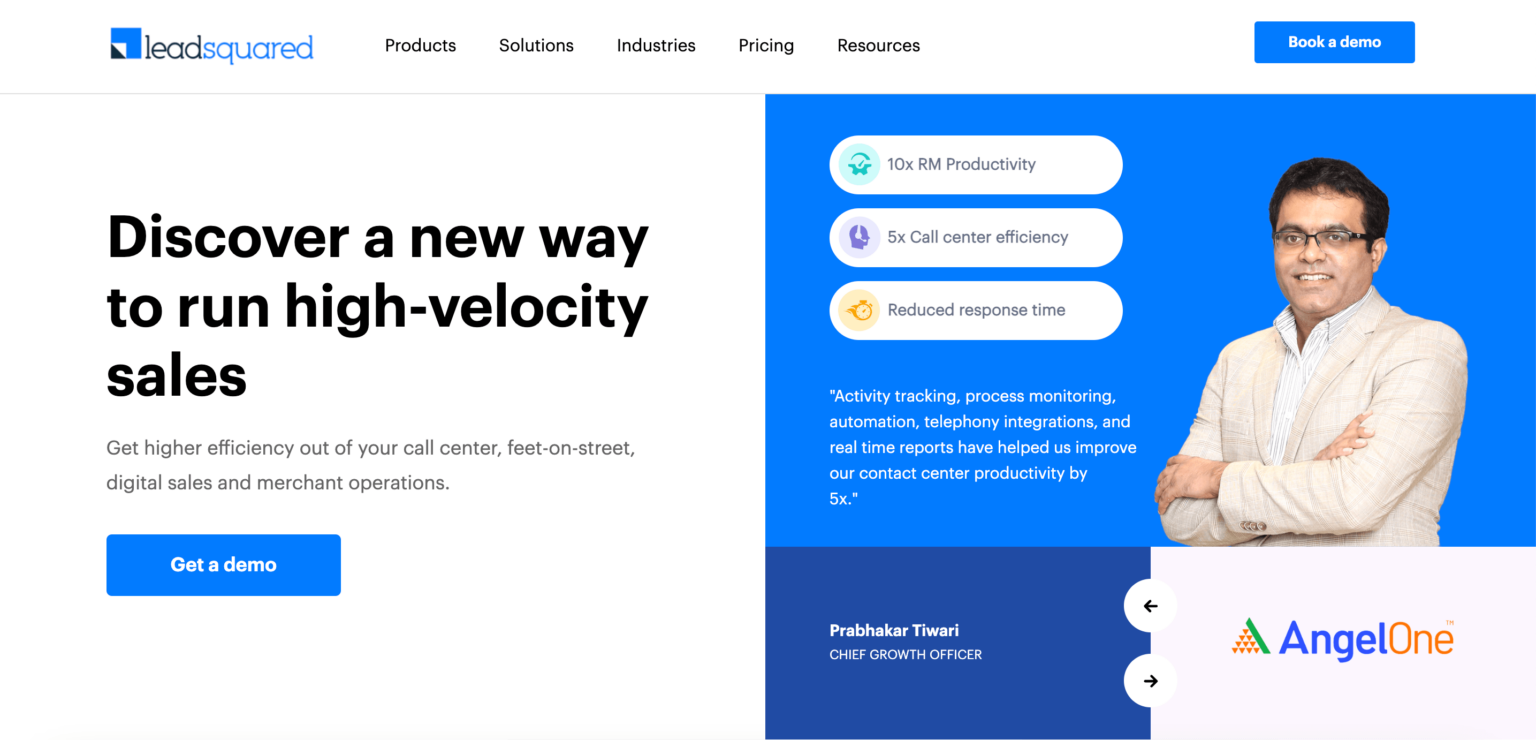 leadsquared
Products
Solutions
Industries
Pricing
Resources
Book a demo
Discover a new way
to run high-velocity
sales
Get higher efficiency out of your call center, feet-on-street,
digital sales and merchant operations.
Get a demo
10x RM Productivity
5x Call center efficiency
Reduced response time
"Activity tracking, process monitoring,
automation, telephony integrations, and
real time reports have helped us improve
our contact center productivity by
5x."
Prabhakar Tiwari
CHIEF GROWTH OFFICER
AngelOne™